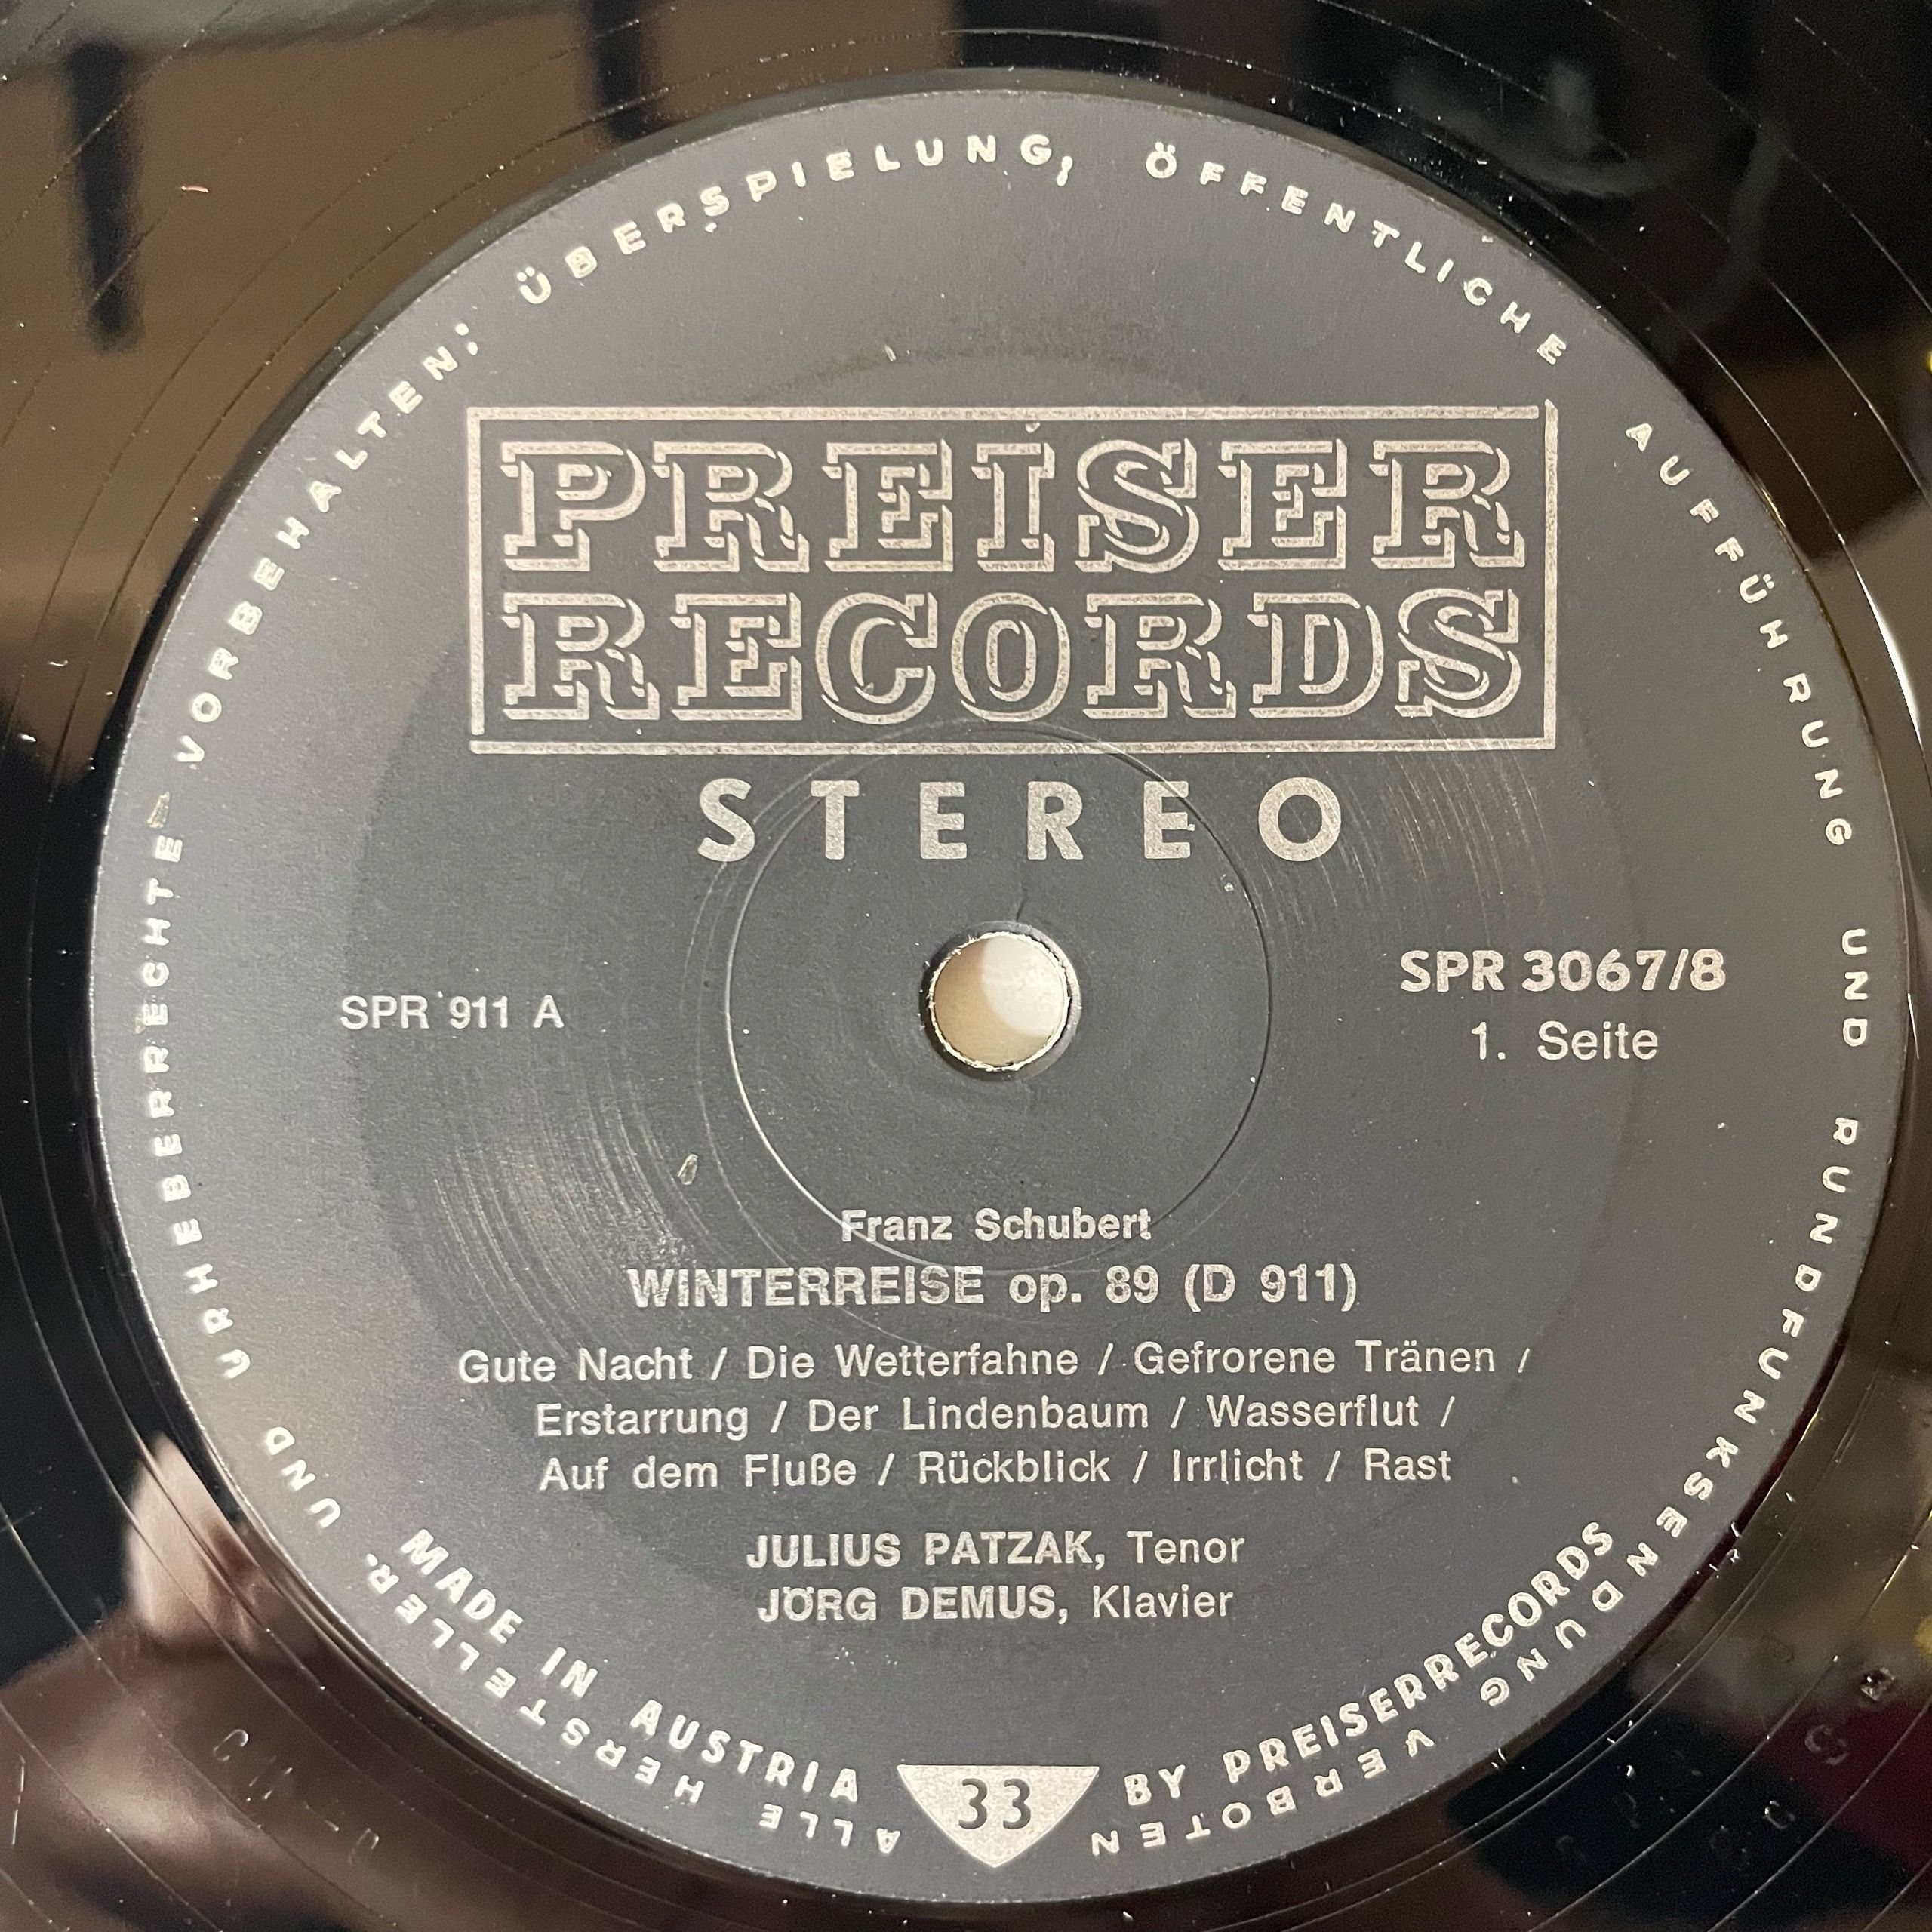 ALLE HERSTELLER- UND URHEBERRECHTE VORBEHALTEN; ÜBERSPIELUNG, ÖFFENTLICHE AUFFÜHRUNG UND RUNDFUNKSENDUNG VERBOTEN
PREISER
RECORDS
STEREO
SPR 911 A
SPR 3067/8
1. Seite
Franz Schubert
WINTERREISE op. 89 (D 911)
Gute Nacht / Die Wetterfahne / Gefrorene Tränen /
Erstarrung / Der Lindenbaum / Wasserflut /
Auf dem Fluße / Rückblick / Irrlicht / Rast
JULIUS PATZAK, Tenor
JÖRG DEMUS, Klavier
MADE IN AUSTRIA
33
BY PREISERRECORDS